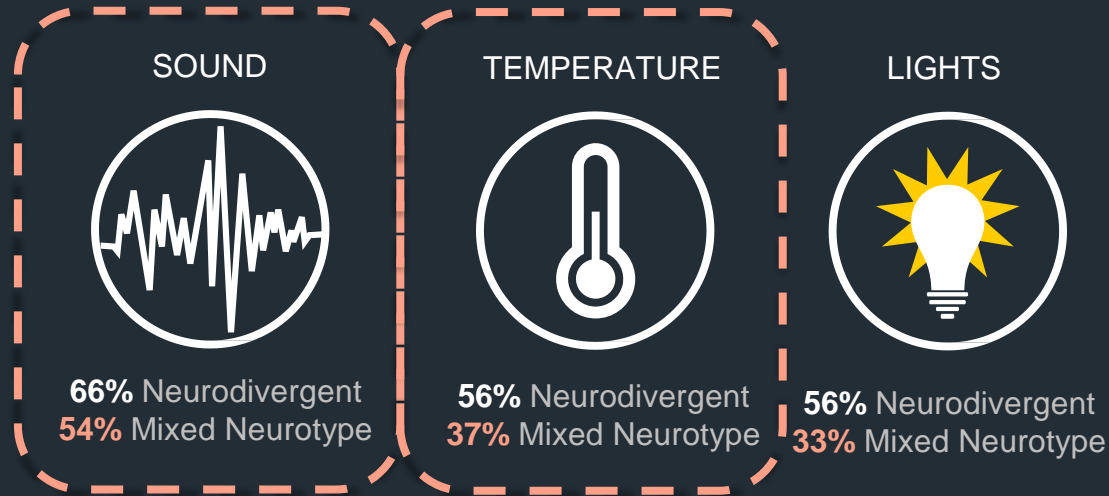 SOUND
66% Neurodivergent
54% Mixed Neurotype
TEMPERATURE
56% Neurodivergent
37% Mixed Neurotype
LIGHTS
56% Neurodivergent
33% Mixed Neurotype